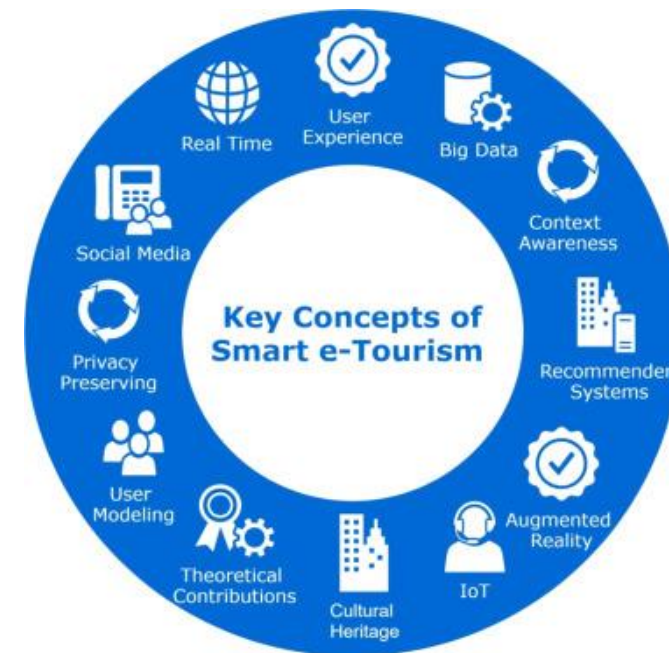 User
Experience
Big Data
Context
Awareness
Recommender
Systems
Augmented
Reality
IoT
Cultural
Heritage
Theoretical
Contributions
User
Modeling
Privacy
Preserving
Social Media
Real Time
Key Concepts of
Smart e-Tourism